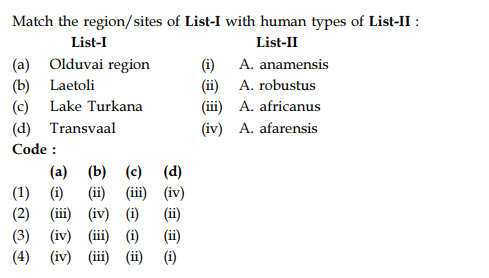 Match the region/sites of List-I with human types of List-II :
List-I List-II
(a) Olduvai region (i) A. anamensis
(b) Laetoli (ii) A. robustus
(c) Lake Turkana (iii) A. africanus
(d) Transvaal (iv) A. afarensis
Code :
(a) (b) (c) (d)
(1) (i) (ii) (iii) (iv)
(2) (iii) (iv) (i) (ii)
(3) (iv) (iii) (i) (ii)
(4) (iv) (iii) (ii) (i)